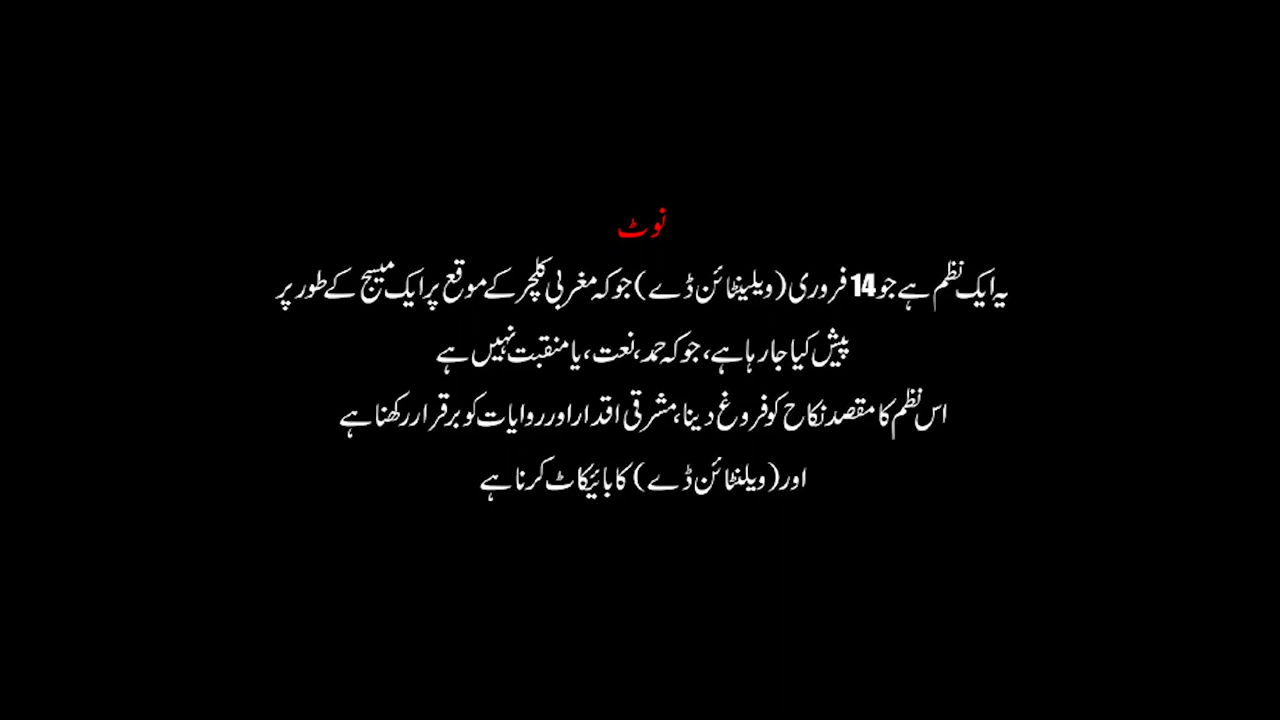 نوٹ
یہ ایک نظم ہے جو 14 فروری (ویلینٹائن ڈے) جو کہ مغربی کلچر کے موقع پر ایک میسج کے طور پر
پیش کیا جا رہا ہے، جو کہ حمد، نعت، یا منقبت نہیں ہے
اس نظم کا مقصد نکاح کو فروغ دینا، مشرقی اقدار اور روایات کو برقرار رکھنا ہے
اور (ویلنٹائن ڈے) کا بائیکاٹ کرنا ہے